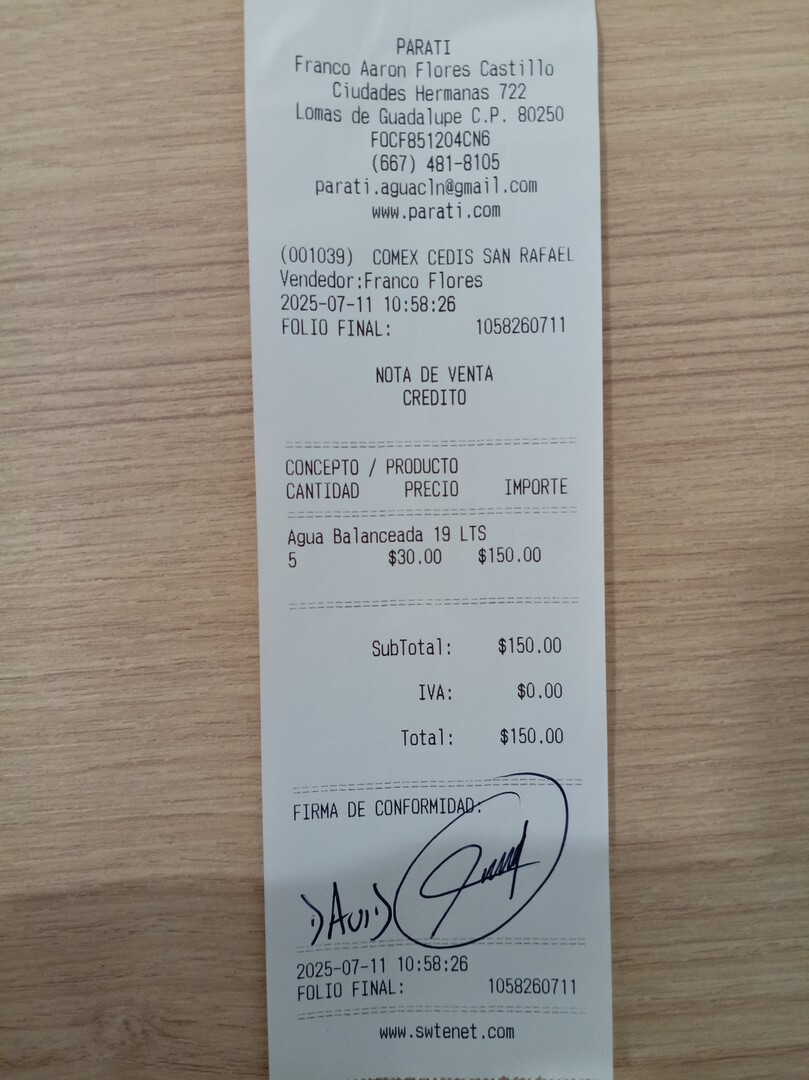 PARATI
Franco Aaron Flores Castillo
Ciudades Hermanas 722
Lomas de Guadalupe C.P. 80250
FOCF851204CN6
(667) 481-8105
parati.aguacln@gmail.com
www.parati.com
(001039) COMEX CEDIS SAN RAFAEL
Vendedor:Franco Flores
2025-07-11 10:58:26
FOLIO FINAL: 1058260711
NOTA DE VENTA
CREDITO
CONCEPTO / PRODUCTO
CANTIDAD PRECIO IMPORTE
Agua Balanceada 19 LTS
5 $30.00 $150.00
SubTotal: $150.00
IVA: $0.00
Total: $150.00
FIRMA DE CONFORMIDAD:
DAVID
2025-07-11 10:58:26
FOLIO FINAL: 1058260711
www.swtenet.com